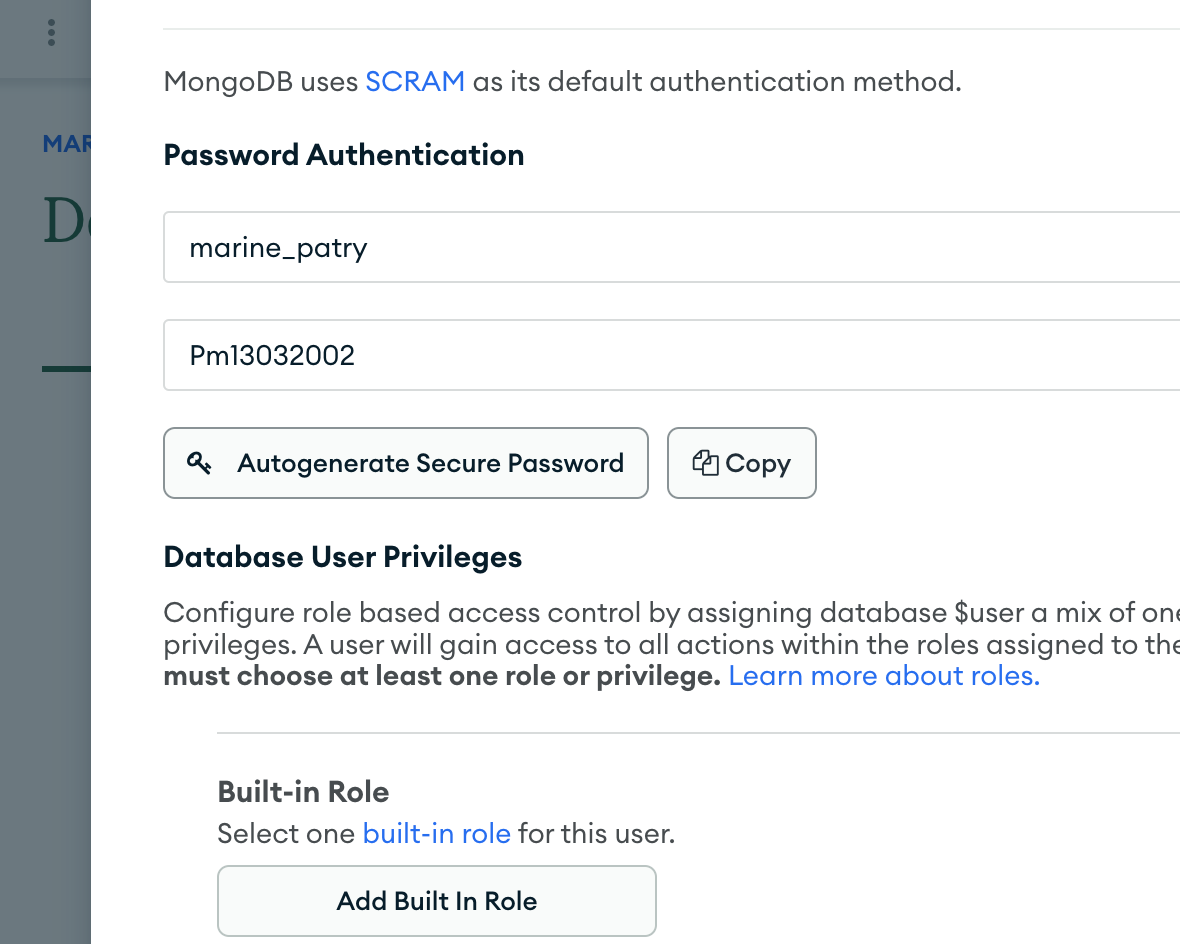 MongoDB uses SCRAM as its default authentication method.
MAR
Password Authentication
De
marine_patry
Pm13032002
Autogenerate Secure Password
Copy
Database User Privileges
Configure role based access control by assigning database $user a mix of one
privileges. A user will gain access to all actions within the roles assigned to the
must choose at least one role or privilege. Learn more about roles.
Built-in Role
Select one built-in role for this user.
Add Built In Role